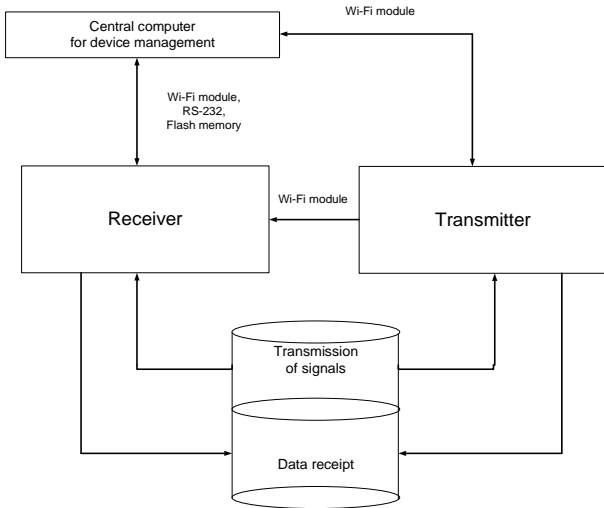 Wi-Fi module
Central computer
for device management
Wi-Fi module,
RS-232,
Flash memory
Receiver
Wi-Fi module
Transmitter
Transmission
of signals
Data receipt